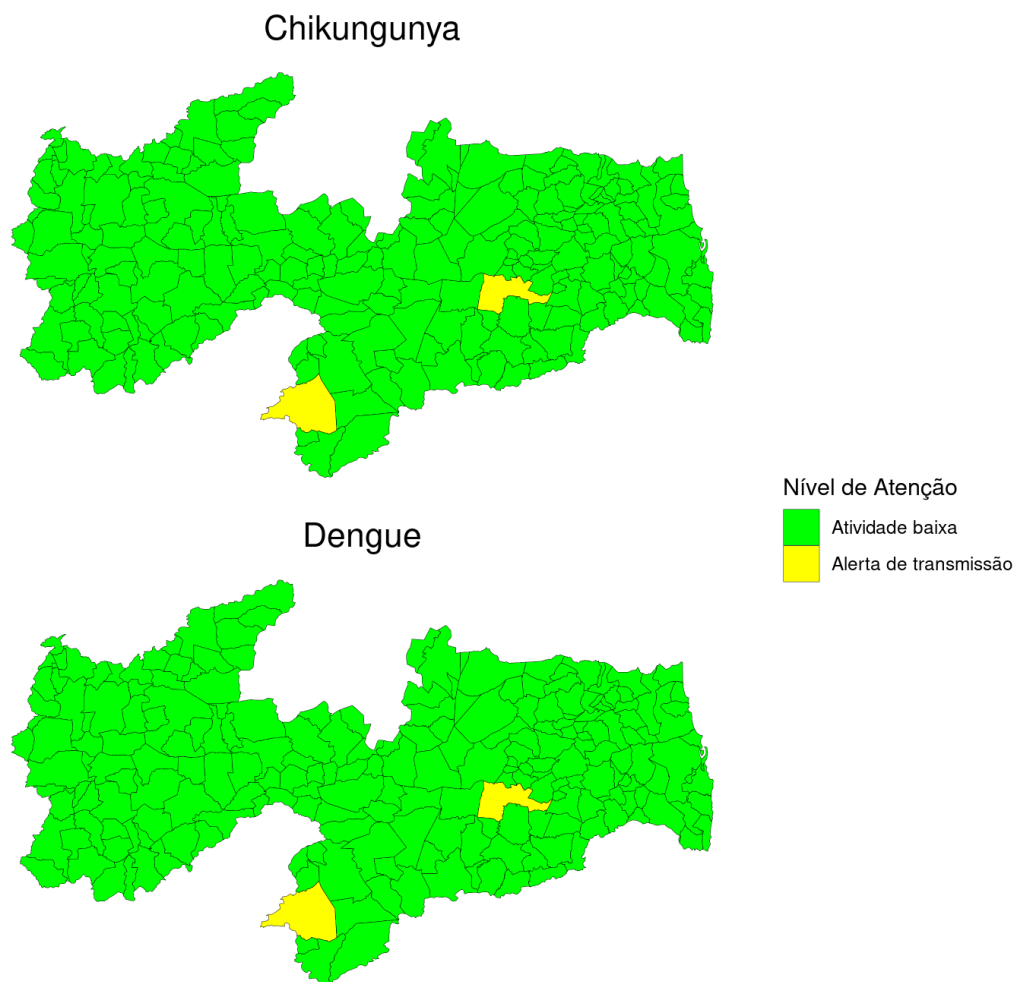 Chikungunya
Nível de Atenção
Atividade baixa
Alerta de transmissão
Dengue